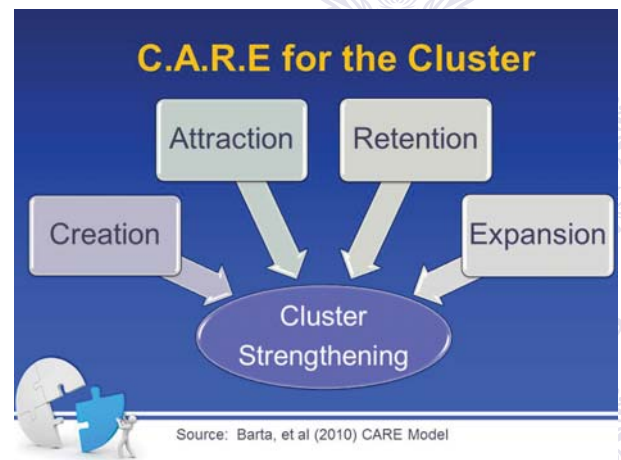 C.A.R.E for the Cluster
Attraction
Retention
Creation
Expansion
Cluster
Strengthening
Source: Barta, et al (2010) CARE Model